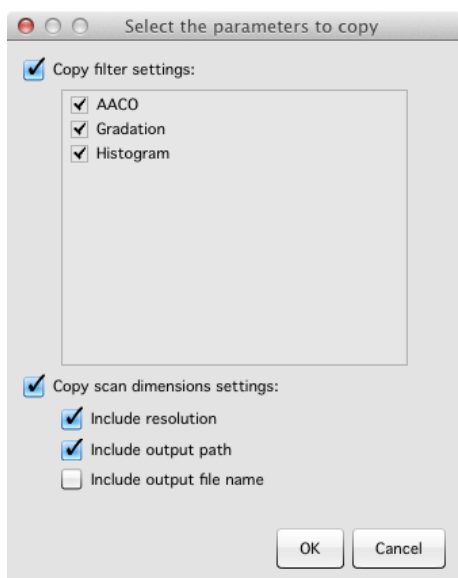 Select the parameters to copy
Copy filter settings:
AACO
Gradation
Histogram
Copy scan dimensions settings:
Include resolution
Include output path
Include output file name
OK
Cancel